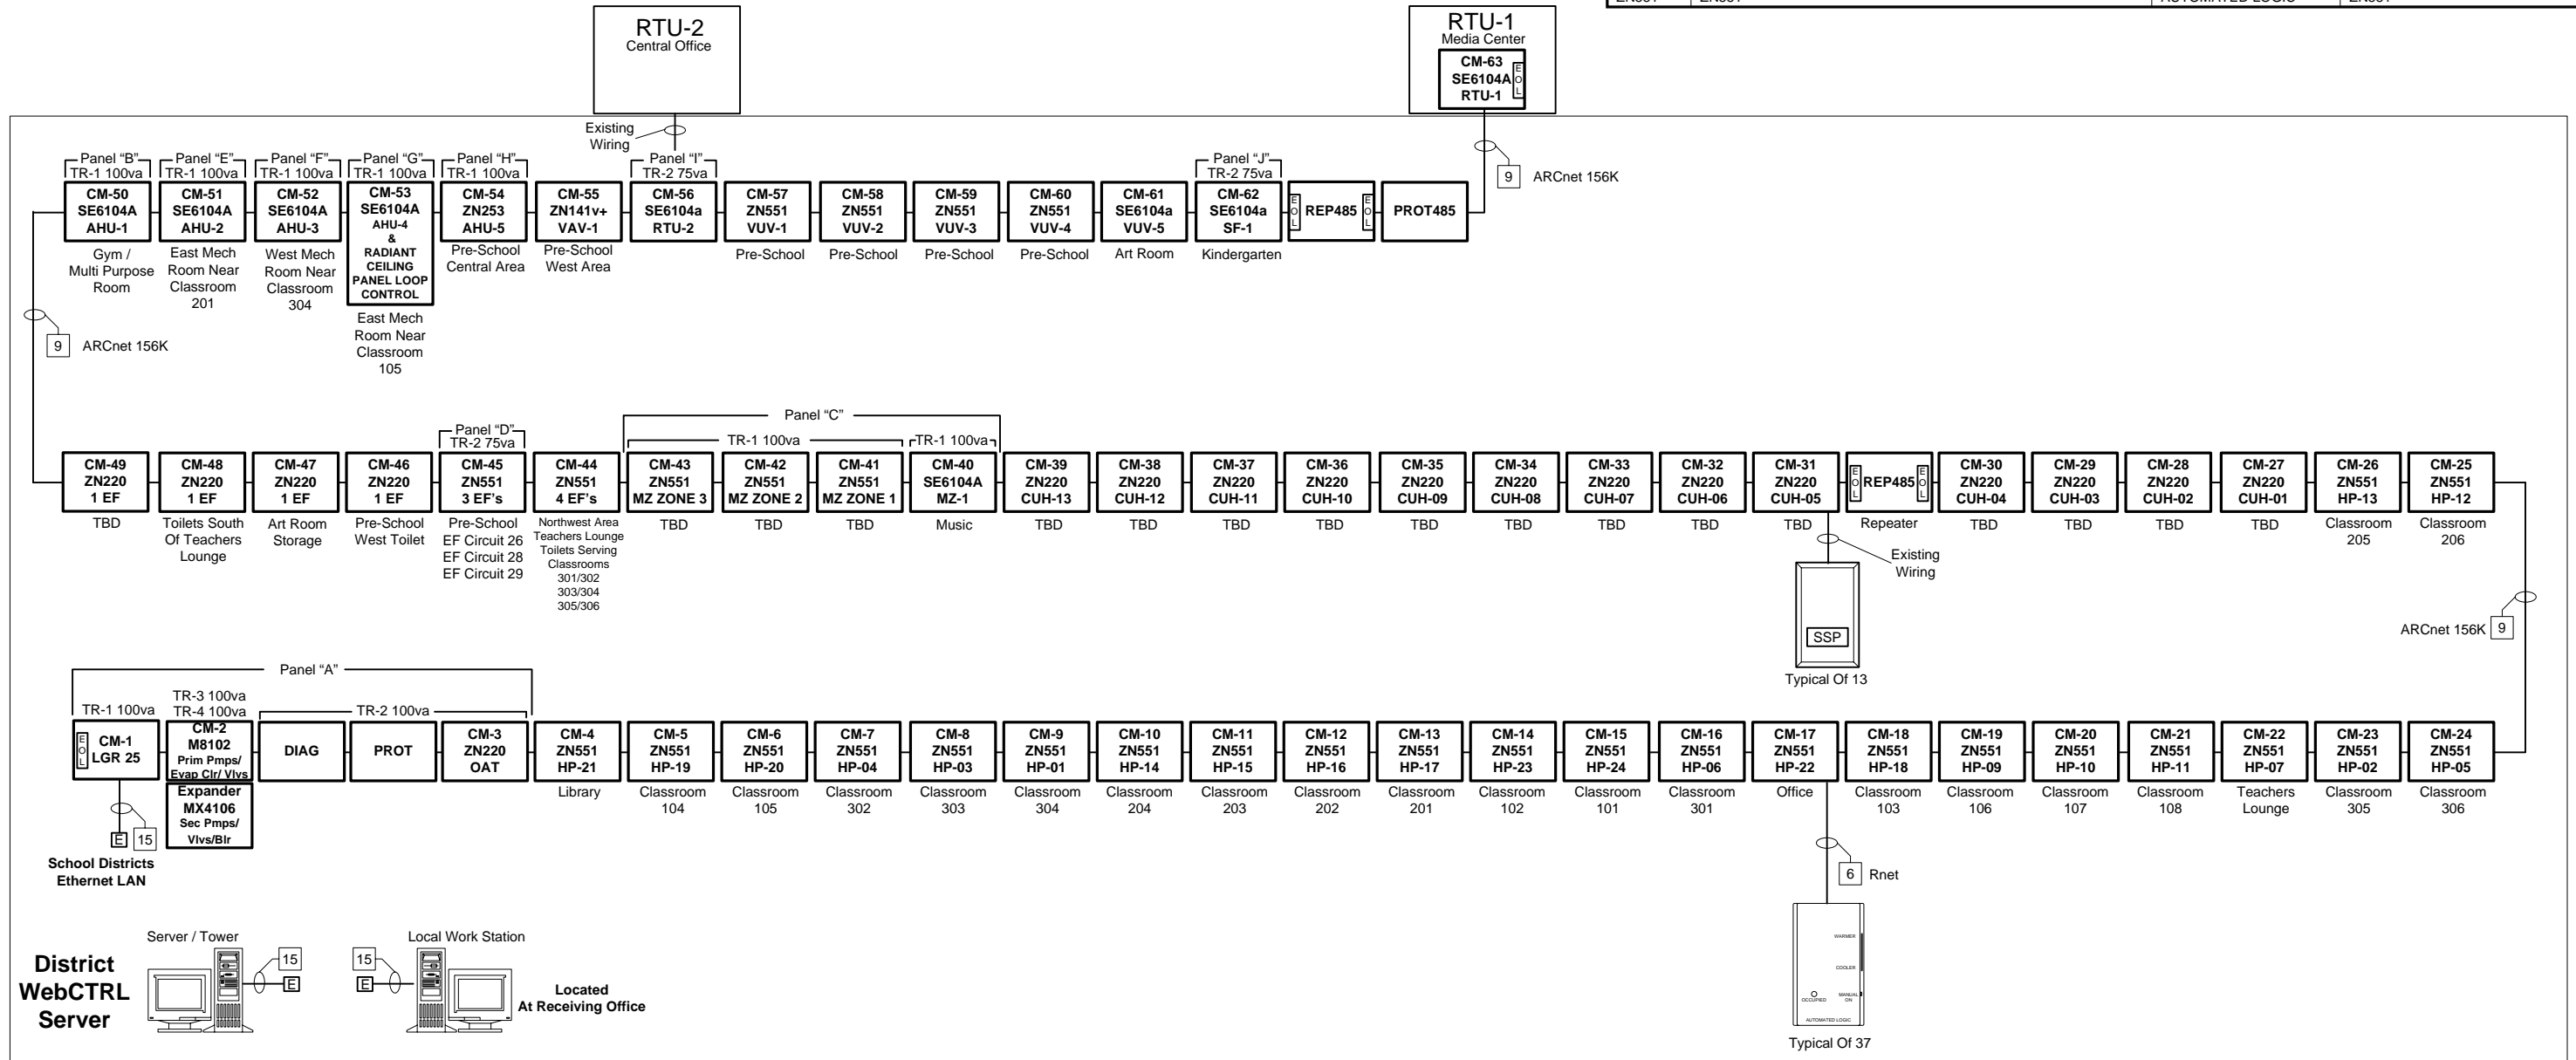 RTU-2
Central Office
RTU-1
Media Center
CM-63
SE6104A
RTU-1
EOL
Existing
Wiring
9 ARCnet 156K
Panel “B”
TR-1 100va
CM-50
SE6104A
AHU-1
Gym /
Multi Purpose
Room
Panel “E”
TR-1 100va
CM-51
SE6104A
AHU-2
East Mech
Room Near
Classroom
201
Panel “F”
TR-1 100va
CM-52
SE6104A
AHU-3
West Mech
Room Near
Classroom
304
Panel “G”
TR-1 100va
CM-53
SE6104A
AHU-4
&
RADIANT
CEILING
PANEL LOOP
CONTROL
East Mech
Room Near
Classroom
105
Panel “H”
TR-1 100va
CM-54
ZN253
AHU-5
Pre-School
Central Area
CM-55
ZN141v+
VAV-1
Pre-School
West Area
Panel “I”
TR-2 75va
CM-56
SE6104a
RTU-2
CM-57
ZN551
VUV-1
Pre-School
CM-58
ZN551
VUV-2
Pre-School
CM-59
ZN551
VUV-3
Pre-School
CM-60
ZN551
VUV-4
Pre-School
CM-61
SE6104a
VUV-5
Art Room
Panel “J”
TR-2 75va
CM-62
SE6104a
SF-1
Kindergarten
EOL
REP485
EOL
PROT485
9 ARCnet 156K
CM-49
ZN220
1 EF
TBD
CM-48
ZN220
1 EF
Toilets South
Of Teachers
Lounge
CM-47
ZN220
1 EF
Art Room
Storage
CM-46
ZN220
1 EF
Pre-School
West Toilet
Panel “D”
TR-2 75va
CM-45
ZN551
3 EF’s
Pre-School
EF Circuit 26
EF Circuit 28
EF Circuit 29
CM-44
ZN551
4 EF’s
Northwest Area
Teachers Lounge
Toilets Serving
Classrooms
301/302
303/304
305/306
Panel “C”
TR-1 100va
CM-43
ZN551
MZ ZONE 3
TBD
CM-42
ZN551
MZ ZONE 2
TBD
CM-41
ZN551
MZ ZONE 1
TBD
TR-1 100va
CM-40
SE6104A
MZ-1
Music
CM-39
ZN220
CUH-13
TBD
CM-38
ZN220
CUH-12
TBD
CM-37
ZN220
CUH-11
TBD
CM-36
ZN220
CUH-10
TBD
CM-35
ZN220
CUH-09
TBD
CM-34
ZN220
CUH-08
TBD
CM-33
ZN220
CUH-07
TBD
CM-32
ZN220
CUH-06
TBD
CM-31
ZN220
CUH-05
TBD
EOL
REP485
EOL
Repeater
CM-30
ZN220
CUH-04
TBD
CM-29
ZN220
CUH-03
TBD
CM-28
ZN220
CUH-02
TBD
CM-27
ZN220
CUH-01
TBD
CM-26
ZN551
HP-13
Classroom
205
CM-25
ZN551
HP-12
Classroom
206
Existing
Wiring
SSP
Typical Of 13
ARCnet 156K 9
Panel “A”
TR-1 100va
EOL
CM-1
LGR 25
TR-3 100va
TR-4 100va
CM-2
M8102
Prim Pmps/
Evap Clr/ Vlvs
Expander
MX4106
Sec Pmps/
Vlvs/Blr
TR-2 100va
DIAG
PROT
CM-3
ZN220
OAT
CM-4
ZN551
HP-21
Library
CM-5
ZN551
HP-19
Classroom
104
CM-6
ZN551
HP-20
Classroom
105
CM-7
ZN551
HP-04
Classroom
302
CM-8
ZN551
HP-03
Classroom
303
CM-9
ZN551
HP-01
Classroom
304
CM-10
ZN551
HP-14
Classroom
204
CM-11
ZN551
HP-15
Classroom
203
CM-12
ZN551
HP-16
Classroom
202
CM-13
ZN551
HP-17
Classroom
201
CM-14
ZN551
HP-23
Classroom
102
CM-15
ZN551
HP-24
Classroom
101
CM-16
ZN551
HP-06
Classroom
301
CM-17
ZN551
HP-22
Office
CM-18
ZN551
HP-18
Classroom
103
CM-19
ZN551
HP-09
Classroom
106
CM-20
ZN551
HP-10
Classroom
107
CM-21
ZN551
HP-11
Classroom
108
CM-22
ZN551
HP-07
Teachers
Lounge
CM-23
ZN551
HP-02
Classroom
305
CM-24
ZN551
HP-05
Classroom
306
E 15
School Districts
Ethernet LAN
6 Rnet
WARMER
COOLER
OCCUPIED
MANUAL
ON
AUTOMATED LOGIC
Typical Of 37
District
WebCTRL
Server
Server / Tower
15
E
Local Work Station
15
E
Located
At Receiving Office